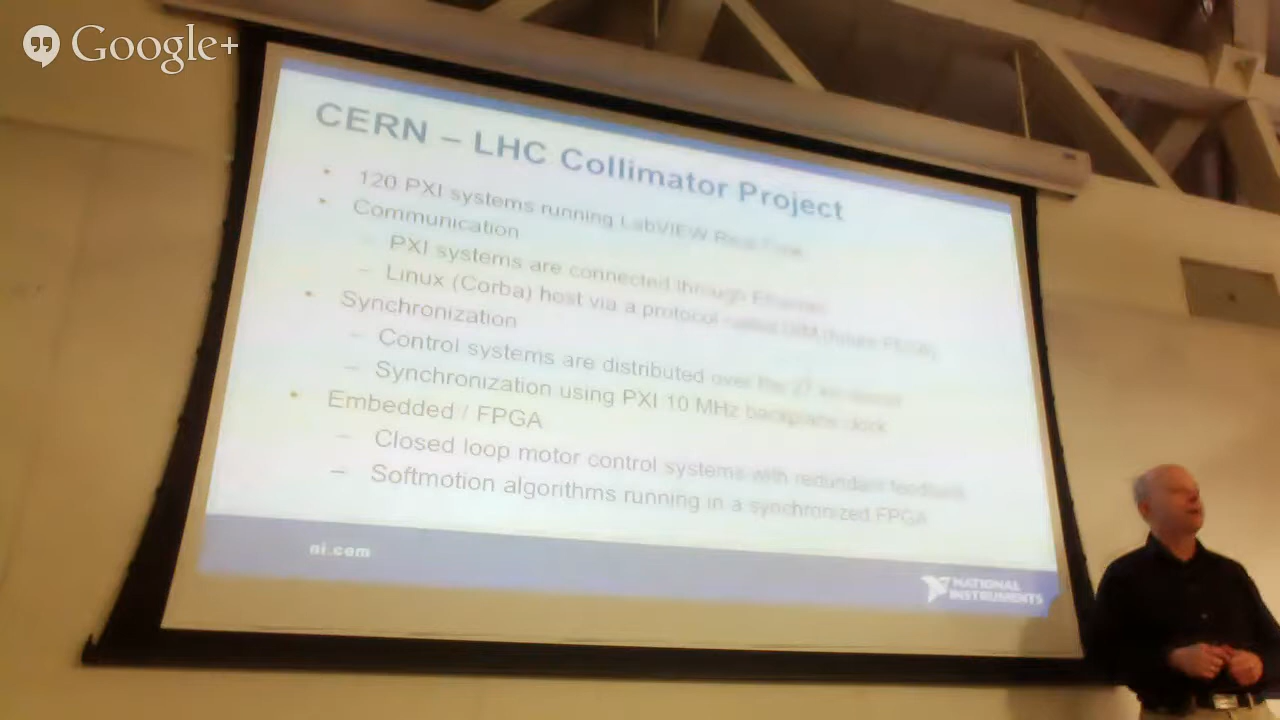 Google+
CERN – LHC Collimator Project
• 120 PXI systems running LabVIEW Real-Time
• Communication
– PXI systems are connected through Ethernet
– Linux (Corba) host via a protocol called
• Synchronization
– Control systems are distributed over the 27
– Synchronization using PXI 10 MHz backplane clock
• Embedded / FPGA
– Closed loop motor control systems with redundant feedback
– Softmotion algorithms running in a synchronized FPGA
ni.com
NATIONAL
INSTRUMENTS